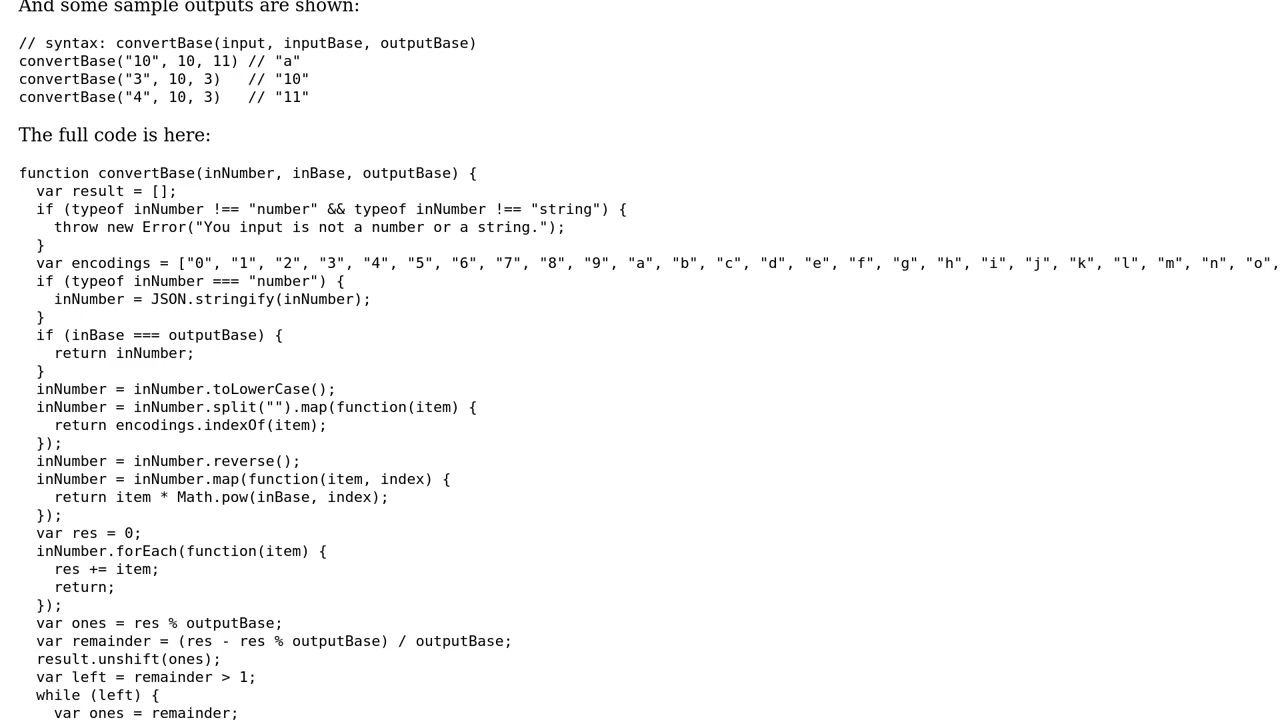 And some sample outputs are shown:
// syntax: convertBase(input, inputBase, outputBase)
convertBase("10", 10, 11) // "a"
convertBase("3", 10, 3)   // "10"
convertBase("4", 10, 3)   // "11"
The full code is here:
function convertBase(inNumber, inBase, outputBase) {
  var result = [];
  if (typeof inNumber !== "number" && typeof inNumber !== "string") {
    throw new Error("You input is not a number or a string.");
  }
  var encodings = ["0", "1", "2", "3", "4", "5", "6", "7", "8", "9", "a", "b", "c", "d", "e", "f", "g", "h", "i", "j", "k", "l", "m", "n", "o",
  if (typeof inNumber === "number") {
    inNumber = JSON.stringify(inNumber);
  }
  if (inBase === outputBase) {
    return inNumber;
  }
  inNumber = inNumber.toLowerCase();
  inNumber = inNumber.split("").map(function(item) {
    return encodings.indexOf(item);
  });
  inNumber = inNumber.reverse();
  inNumber = inNumber.map(function(item, index) {
    return item * Math.pow(inBase, index);
  });
  var res = 0;
  inNumber.forEach(function(item) {
    res += item;
    return;
  });
  var ones = res % outputBase;
  var remainder = (res - res % outputBase) / outputBase;
  result.unshift(ones);
  var left = remainder > 1;
  while (left) {
    var ones = remainder;